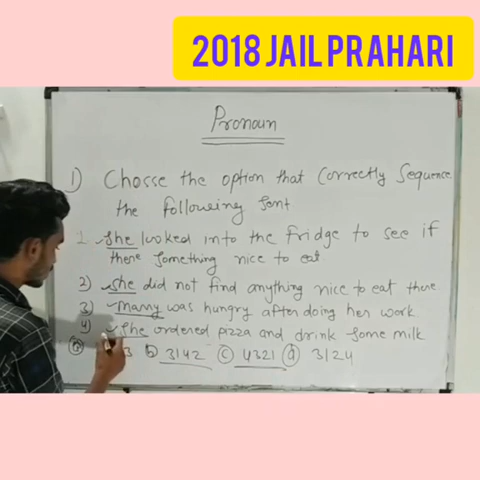 2018 JAIL PRAHARI
Pronoun
1) Chosse the option that Correctly Sequence
the following Sent
1. She looked into the fridge to see if
there something nice to eat.
2) She did not find anything nice to eat there
3) Marry was hungry after doing her work
4) She ordered pizza and drink some milk
3 b 3142 c 4321 d 3124